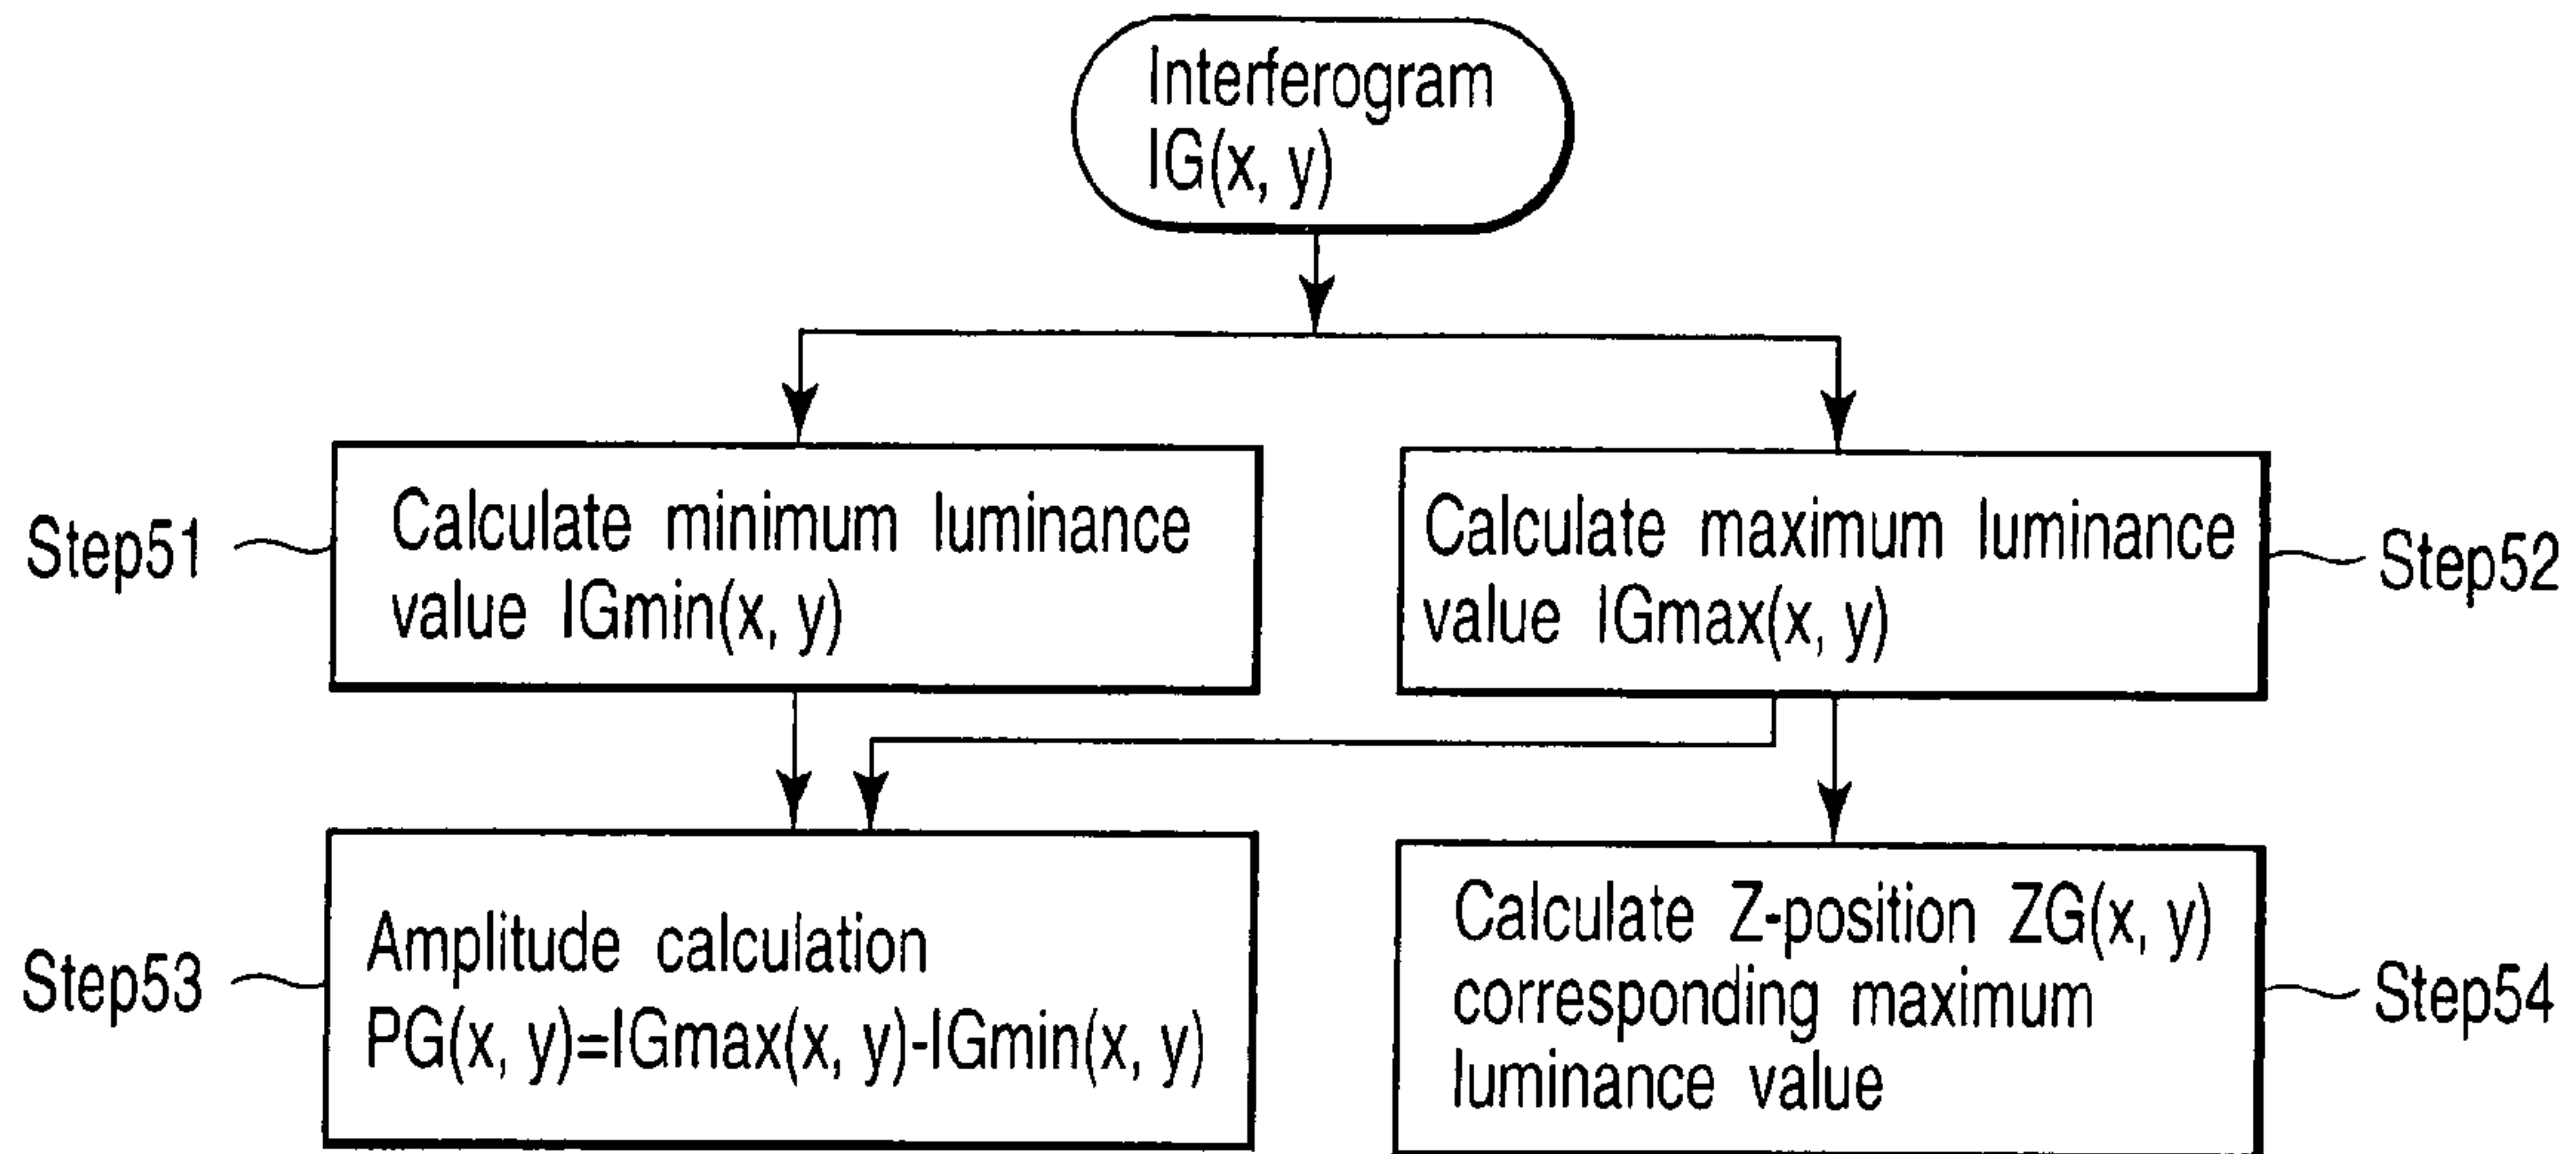 Interferogram
IG(x, y)
Step51
Calculate minimum luminance
value IGmin(x, y)
Calculate maximum luminance
value IGmax(x, y)
Step52
Step53
Amplitude calculation
PG(x, y)=IGmax(x, y)-IGmin(x, y)
Calculate Z-position ZG(x, y)
corresponding maximum
luminance value
Step54